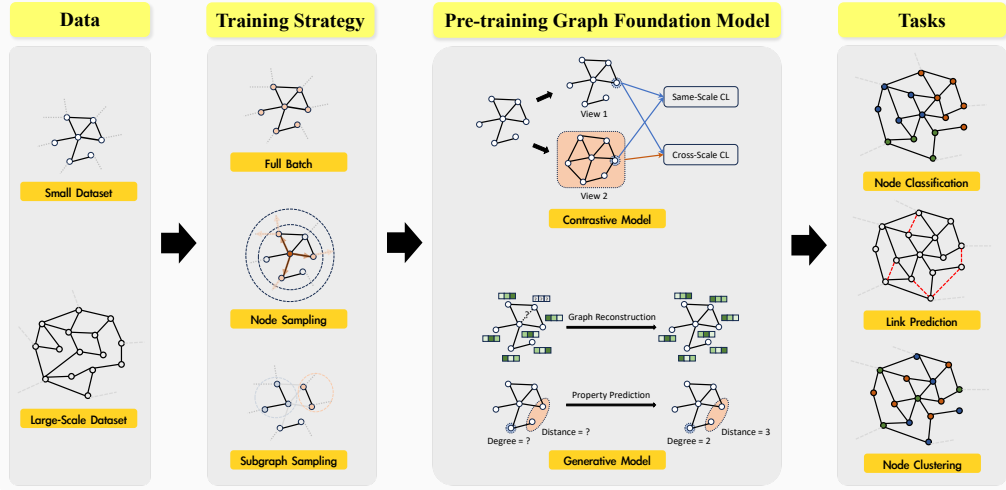 Data
Training Strategy
Pre-training Graph Foundation Model
Tasks
Small Dataset
Large-Scale Dataset
Full Batch
Node Sampling
Subgraph Sampling
View 1
View 2
Same-Scale CL
Cross-Scale CL
Contrastive Model
?
Graph Reconstruction
Property Prediction
Degree = ?
Distance = ?
Degree = 2
Distance = 3
Generative Model
Node Classification
Link Prediction
Node Clustering